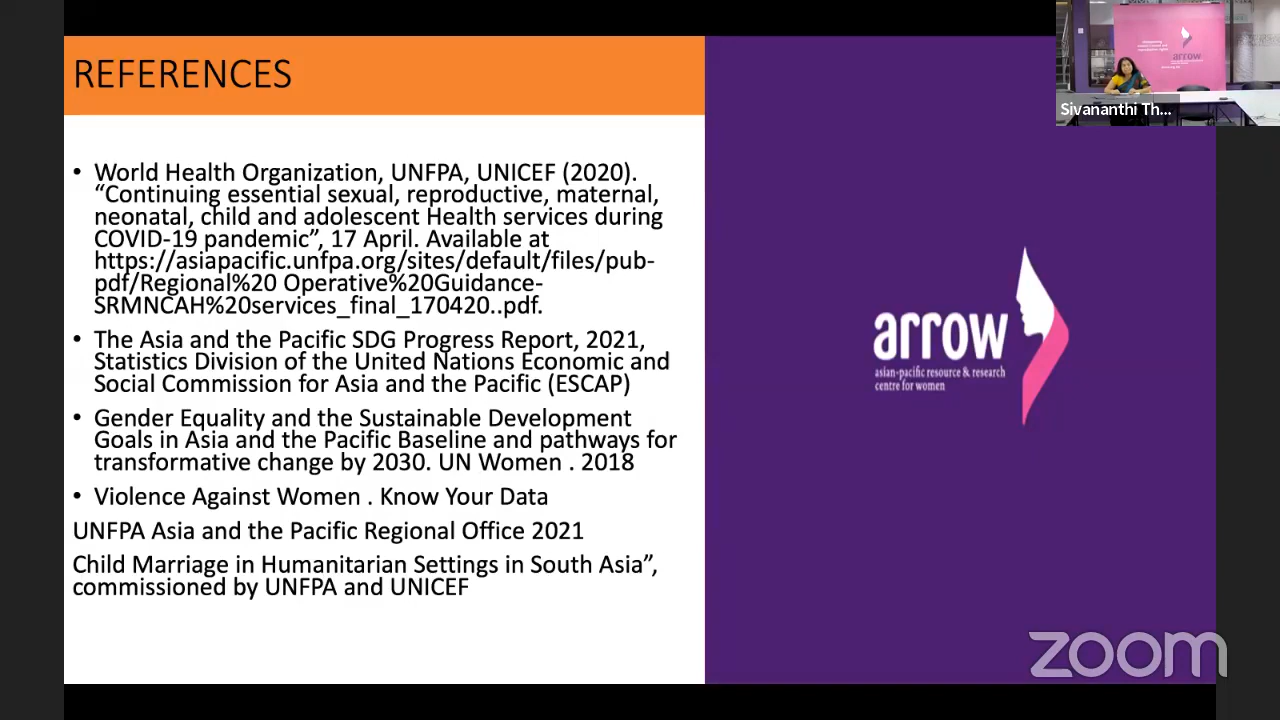 REFERENCES
• World Health Organization, UNFPA, UNICEF (2020).
“Continuing essential sexual, reproductive, maternal,
neonatal, child and adolescent Health services during
COVID-19 pandemic”, 17 April. Available at
https://asiapacific.unfpa.org/sites/default/files/pub-
pdf/Regional%20 Operative%20Guidance-
SRMNCAH%20services_final_170420..pdf.
• The Asia and the Pacific SDG Progress Report, 2021,
Statistics Division of the United Nations Economic and
Social Commission for Asia and the Pacific (ESCAP)
• Gender Equality and the Sustainable Development
Goals in Asia and the Pacific Baseline and pathways for
transformative change by 2030. UN Women . 2018
• Violence Against Women . Know Your Data
UNFPA Asia and the Pacific Regional Office 2021
Child Marriage in Humanitarian Settings in South Asia”,
commissioned by UNFPA and UNICEF
arrow
asian-pacific resource & research
centre for women
arrow
Sivananthi Th...
zoom